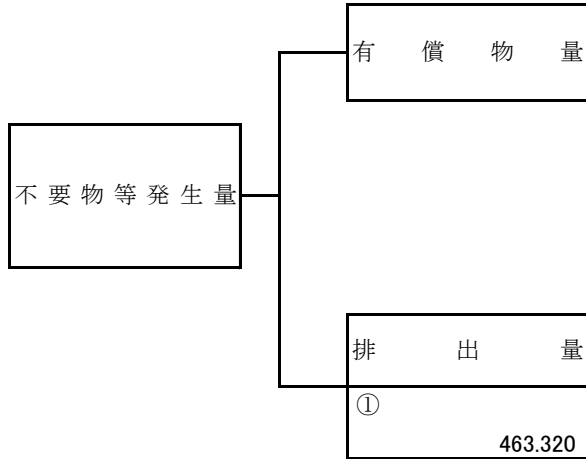 有償物量
不要物等発生量
排出量
①
463.320